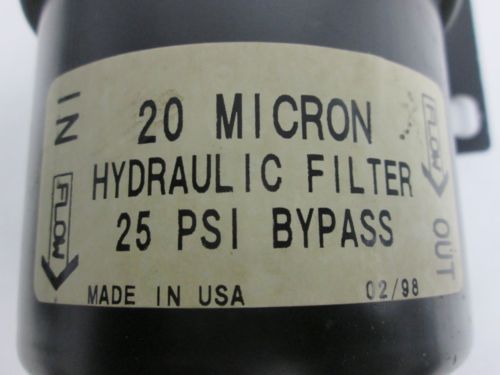 IN
FLOW
20 MICRON
HYDRAULIC FILTER
25 PSI BYPASS
MADE IN USA
02/98
FLOW
OUT